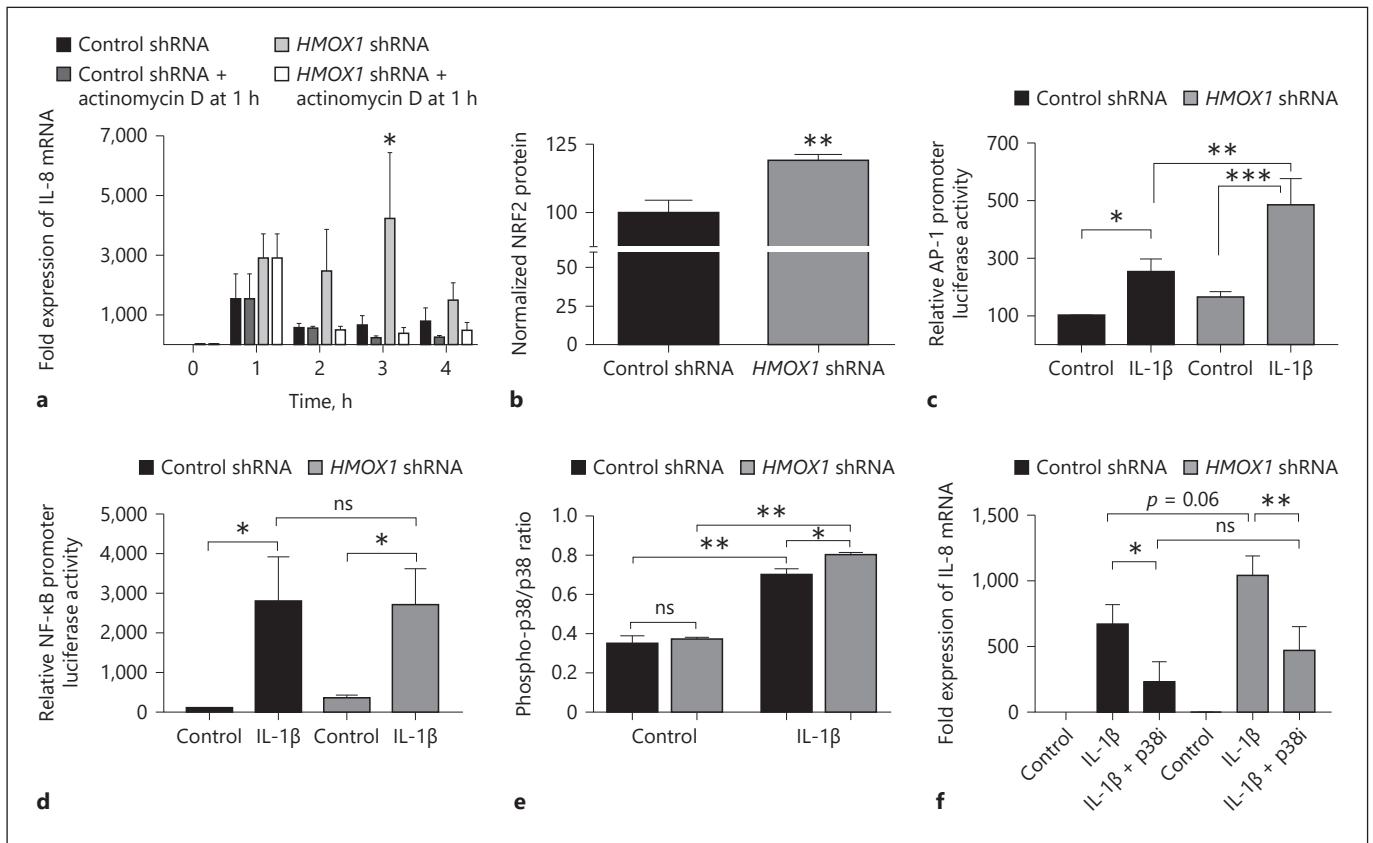 Control shRNA
HMOX1 shRNA
Control shRNA +
actinomycin D at 1 h
HMOX1 shRNA +
actinomycin D at 1 h
Fold expression of IL-8 mRNA
7,000
5,000
3,000
1,000
*
0 1 2 3 4
Time, h
a
Normalized NRF2 protein
125
100
50
25
0
**
Control shRNA HMOX1 shRNA
b
Control shRNA HMOX1 shRNA
Relative AP-1 promoter
luciferase activity
700
500
300
100
**
***
*
Control IL-1β Control IL-1β
c
Control shRNA HMOX1 shRNA
Relative NF-κB promoter
luciferase activity
5,000
4,000
3,000
2,000
1,000
0
ns
*
*
Control IL-1β Control IL-1β
d
Control shRNA HMOX1 shRNA
Phospho-p38/p38 ratio
1.0
0.8
0.6
0.4
0.2
0
**
**
*
ns
Control IL-1β
e
Control shRNA HMOX1 shRNA
Fold expression of IL-8 mRNA
1,500
1,000
500
0
p = 0.06
**
ns
*
Control
IL-1β
IL-1β + p38i
Control
IL-1β
IL-1β + p38i
f